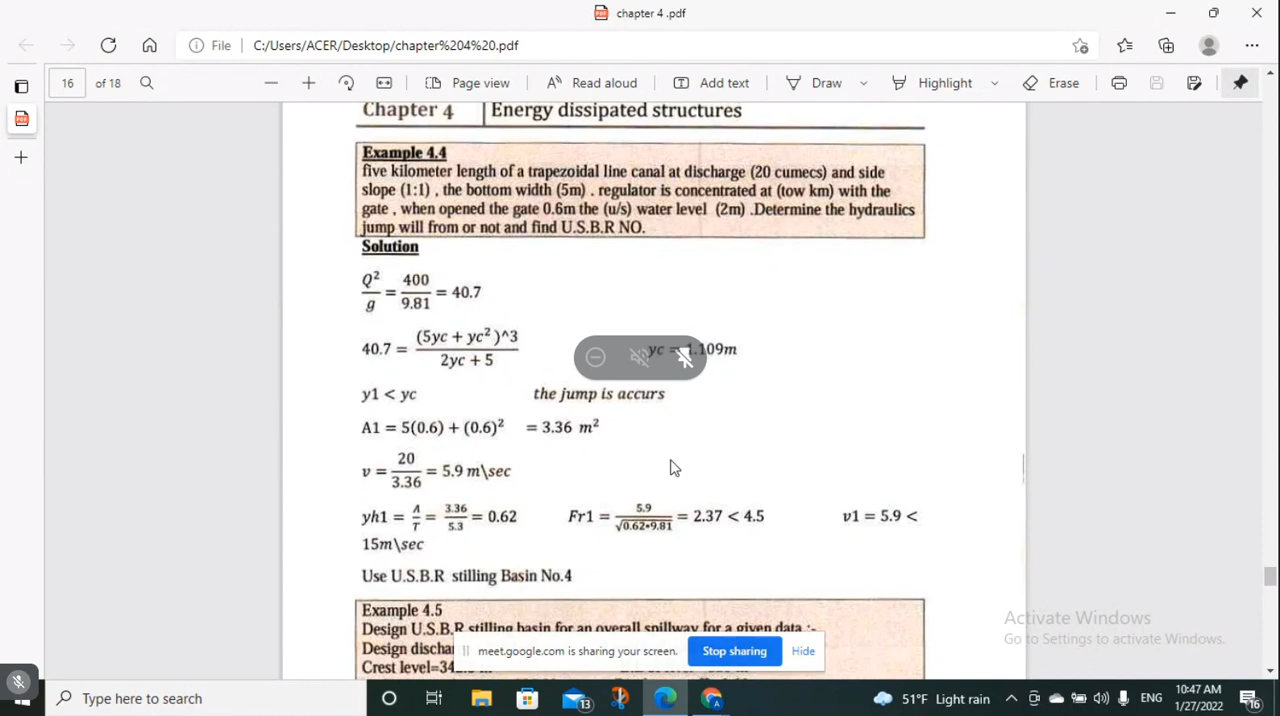 chapter 4 .pdf
File C:/Users/ACER/Desktop/chapter%204%20.pdf
16 of 18 Page view Read aloud Add text Draw Highlight Erase
Chapter 4 Energy dissipated structures
Example 4.4
five kilometer length of a trapezoidal line canal at discharge (20 cumecs) and side
slope (1:1) , the bottom width (5m) . regulator is concentrated at (tow km) with the
gate , when opened the gate 0.6m the (u/s) water level (2m) .Determine the hydraulics
jump will from or not and find U.S.B.R NO.
Solution
Q²/g = 400/9.81 = 40.7
40.7 = (5yc + yc² )^3/2yc + 5 yc = 1.109m
y1 < yc the jump is accurs
A1 = 5(0.6) + (0.6)² = 3.36 m²
v = 20/3.36 = 5.9 m\sec
yh1 = A/T = 3.36/5.3 = 0.62 Fr1 = 5.9/√0.62*9.81 = 2.37 < 4.5 v1 = 5.9 <
15m\sec
Use U.S.B.R stilling Basin No.4
Example 4.5
Design U.S.B.R stilling basin for an overall spillway for a given data :-
Design discha
Crest level=34
meet.google.com is sharing your screen. Stop sharing Hide
Activate Windows
Go to Settings to activate Windows.
Type here to search 13 A 51°F Light rain ENG 10:47 AM 1/27/2022 16